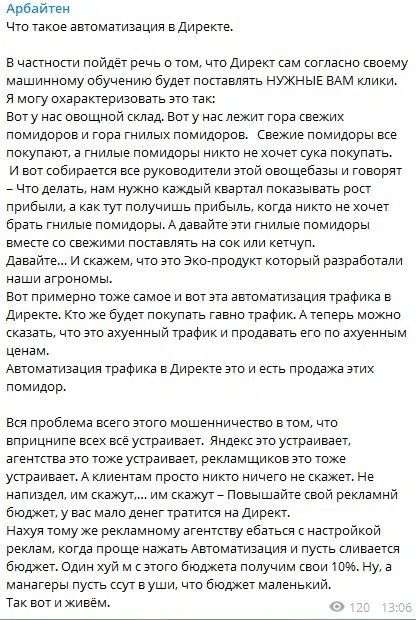 Арбайтен
Что такое автоматизация в Директе.
В частности пойдёт речь о том, что Директ сам согласно своему
машинному обучению будет поставлять НУЖНЫЕ ВАМ клики.
Я могу охарактеризовать это так:
Вот у нас овощной склад. Вот у нас лежит гора свежих
помидоров и гора гнилых помидоров.   Свежие помидоры все
покупают, а гнилые помидоры никто не хочет сука покупать.
И вот собирается все руководители этой овощебазы и говорят
– Что делать, нам нужно каждый квартал показывать рост
прибыли, а как тут получишь прибыль, когда никто не хочет
брать гнилые помидоры. А давайте эти гнилые помидоры
вместе со свежими поставлять на сок или кетчуп.
Давайте... И скажем, что это Эко-продукт который разработали
наши агрономы.
Вот примерно тоже самое и вот эта автоматизация трафика в
Директе. Кто же будет покупать гавно трафик. А теперь можно
сказать, что это ахуенный трафик и продавать его по ахуенным
ценам.
Автоматизация трафика в Директе это и есть продажа этих
помидор.
Вся проблема всего этого мошенничество в том, что
вприципне всех всё устраивает.  Яндекс это устраивает,
агентства это тоже устраивает, рекламщиков это тоже
устраивает. А клиентам просто никто ничего не скажет. Не
напиздел, им скажут,... им скажут – Повышайте свой рекламнй
бюджет, у вас мало денег тратится на Директ.
Нахуя тому же рекламному агентству ебаться с настройкой
реклам, когда проще нажать Автоматизация и пусть сливается
бюджет. Один хуй м с этого бюджета получим свои 10%. Ну, а
манагеры пусть ссут в уши, что бюджет маленький.
Так вот и живём.
120 13:06